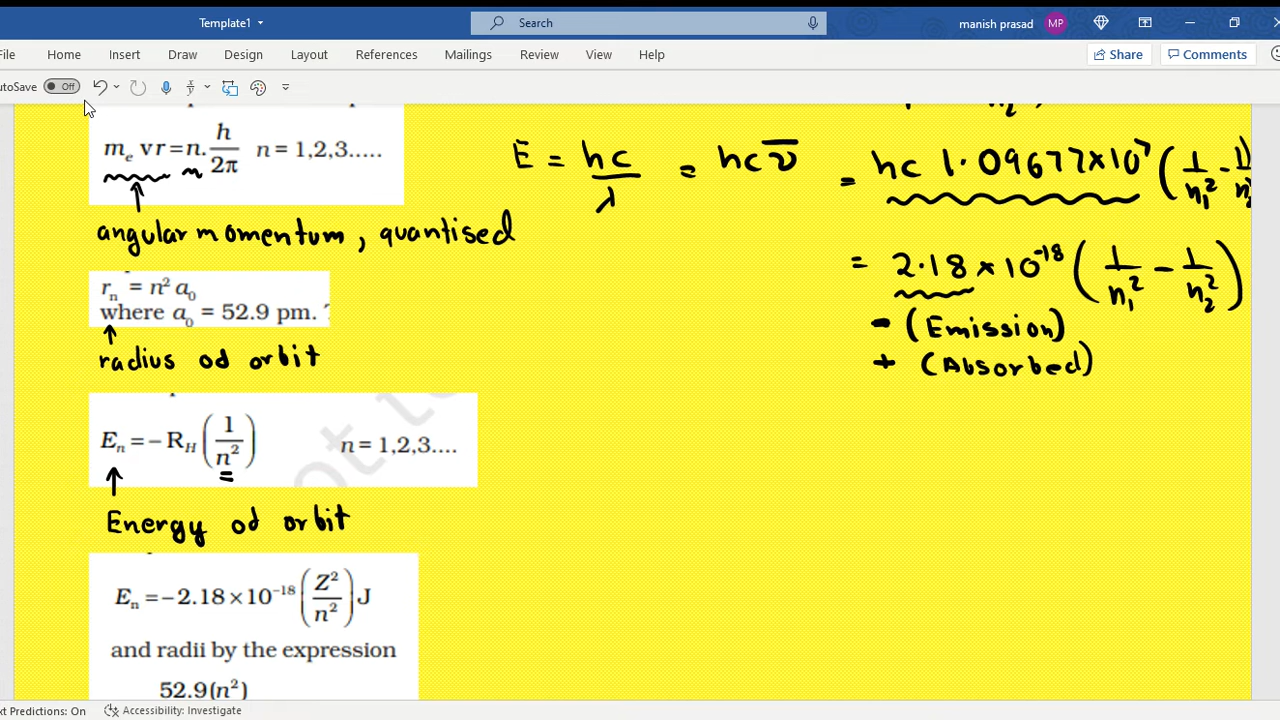 Template1
Search
manish prasad MP
File Home Insert Draw Design Layout References Mailings Review View Help Share Comments
AutoSave Off
mₑ vr = n. h/2π n = 1,2,3.....
angular momentum, quantised
rₙ = n² a₀
where a₀ = 52.9 pm.
radius od orbit
Eₙ = – R_H (1/n²) n = 1,2,3....
Energy od orbit
Eₙ = –2.18 × 10⁻¹⁸ (Z²/n²) J
and radii by the expression
52.9(n²)
E = hc/λ = hc ν̅ = hc 1.09677×10⁷ (1/n₁² - 1/n₂²)
= 2.18 × 10⁻¹⁸ (1/n₁² – 1/n₂²)
- (Emission)
+ (Absorbed)
Text Predictions: On Accessibility: Investigate